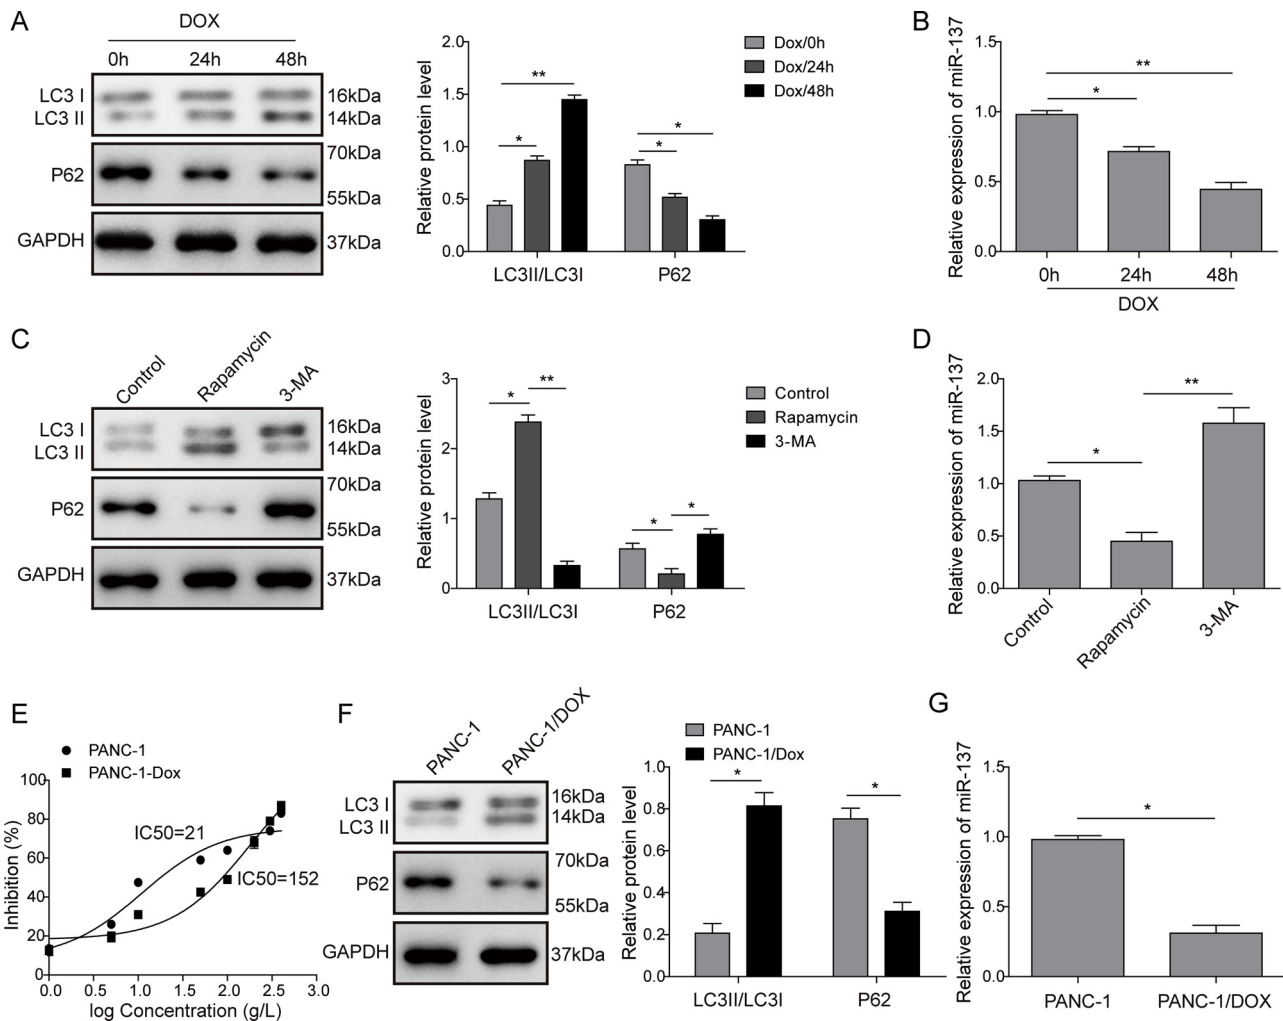 A
DOX
0h 24h 48h
LC3 I
LC3 II
16kDa
14kDa
P62
70kDa
55kDa
GAPDH
37kDa
Relative protein level
2.0
1.5
1.0
0.5
0.0
** * * *
LC3II/LC3I P62
Dox/0h
Dox/24h
Dox/48h
B
Relative expression of miR-137
1.5
1.0
0.5
0.0
**
*
0h 24h 48h
DOX
C
Control Rapamycin 3-MA
LC3 I
LC3 II
16kDa
14kDa
P62
70kDa
55kDa
GAPDH
37kDa
Relative protein level
3
2
1
0
* ** * *
LC3II/LC3I P62
Control
Rapamycin
3-MA
D
Relative expression of miR-137
2.0
1.5
1.0
0.5
0.0
**
*
Control Rapamycin 3-MA
E
PANC-1
PANC-1-Dox
Inhibition (%)
100
80
60
40
20
0
IC50=21
IC50=152
0.0 0.5 1.0 1.5 2.0 2.5 3.0
log Concentration (g/L)
F
PANC-1 PANC-1/DOX
LC3 I
LC3 II
16kDa
14kDa
P62
70kDa
55kDa
GAPDH
37kDa
PANC-1
PANC-1/Dox
Relative protein level
1.0
0.8
0.6
0.4
0.2
0.0
* *
LC3II/LC3I P62
G
Relative expression of miR-137
1.5
1.0
0.5
0.0
*
PANC-1 PANC-1/DOX